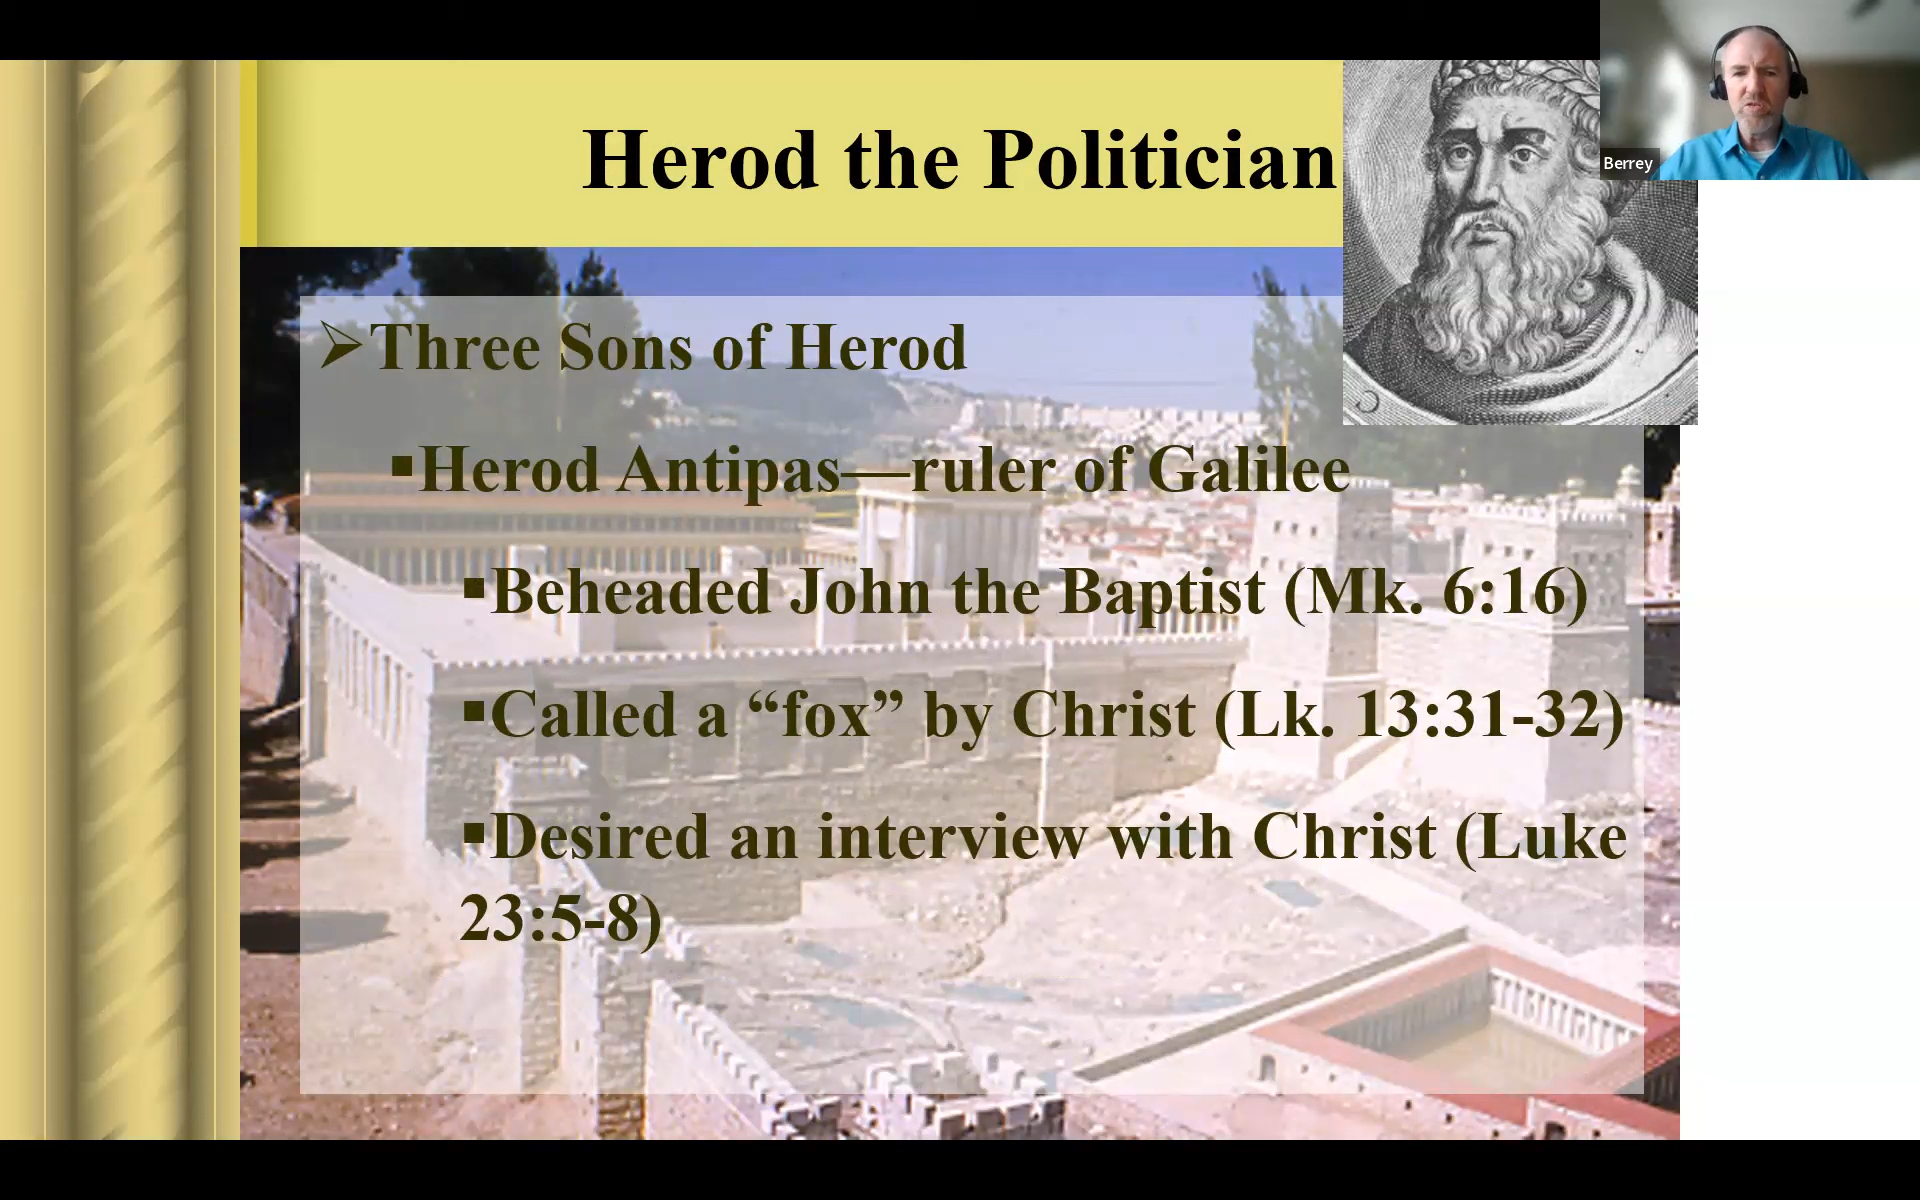 Herod the Politician
Berrey
➢Three Sons of Herod
▪Herod Antipas—ruler of Galilee
▪Beheaded John the Baptist (Mk. 6:16)
▪Called a “fox” by Christ (Lk. 13:31-32)
▪Desired an interview with Christ (Luke
23:5-8)